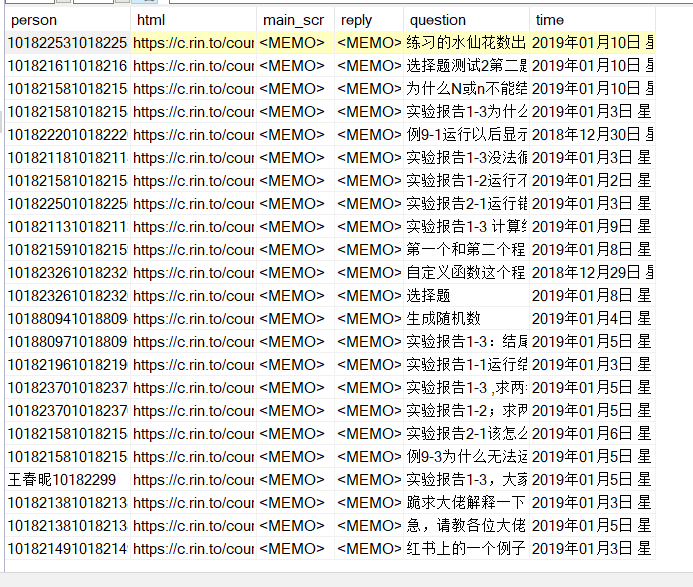 person html main_scr reply question time
101822531018225 https://c.rin.to/cour <MEMO> <MEMO> 练习的水仙花数出 2019年01月10日 星
101821611018216 https://c.rin.to/cour <MEMO> <MEMO> 选择题测试2第二题 2019年01月10日 星
101821581018215 https://c.rin.to/cour <MEMO> <MEMO> 为什么N或n不能结 2019年01月10日 星
101821581018215 https://c.rin.to/cour <MEMO> <MEMO> 实验报告1-3为什么 2019年01月3日 星
101822201018222 https://c.rin.to/cour <MEMO> <MEMO> 例9-1运行以后显示 2018年12月30日 星
101821181018211 https://c.rin.to/cour <MEMO> <MEMO> 实验报告1-3没法循 2019年01月3日 星
101821581018215 https://c.rin.to/cour <MEMO> <MEMO> 实验报告1-2运行不 2019年01月2日 星
101822501018225 https://c.rin.to/cour <MEMO> <MEMO> 实验报告2-1运行错 2019年01月3日 星
101821131018211 https://c.rin.to/cour <MEMO> <MEMO> 实验报告1-3 计算结 2019年01月9日 星
101821591018215 https://c.rin.to/cour <MEMO> <MEMO> 第一个和第二个程 2019年01月8日 星
101823261018232 https://c.rin.to/cour <MEMO> <MEMO> 自定义函数这个程 2018年12月29日 星
101823261018232 https://c.rin.to/cour <MEMO> <MEMO> 选择题 2019年01月8日 星
101880941018809 https://c.rin.to/cour <MEMO> <MEMO> 生成随机数 2019年01月4日 星
101880971018809 https://c.rin.to/cour <MEMO> <MEMO> 实验报告1-3：结尾 2019年01月5日 星
101821961018219 https://c.rin.to/cour <MEMO> <MEMO> 实验报告1-1运行结 2019年01月3日 星
101823701018237 https://c.rin.to/cour <MEMO> <MEMO> 实验报告1-3 ,求两 2019年01月5日 星
101823701018237 https://c.rin.to/cour <MEMO> <MEMO> 实验报告1-2；求两 2019年01月5日 星
101821581018215 https://c.rin.to/cour <MEMO> <MEMO> 实验报告2-1该怎么 2019年01月6日 星
101821581018215 https://c.rin.to/cour <MEMO> <MEMO> 例9-3为什么无法运 2019年01月5日 星
王春昵10182299 https://c.rin.to/cour <MEMO> <MEMO> 实验报告1-3，大家 2019年01月5日 星
101821381018213 https://c.rin.to/cour <MEMO> <MEMO> 跪求大佬解释一下 2019年01月3日 星
101821381018213 https://c.rin.to/cour <MEMO> <MEMO> 急，请教各位大佬 2019年01月5日 星
101821491018214 https://c.rin.to/cour <MEMO> <MEMO> 红书上的一个例子 2019年01月3日 星